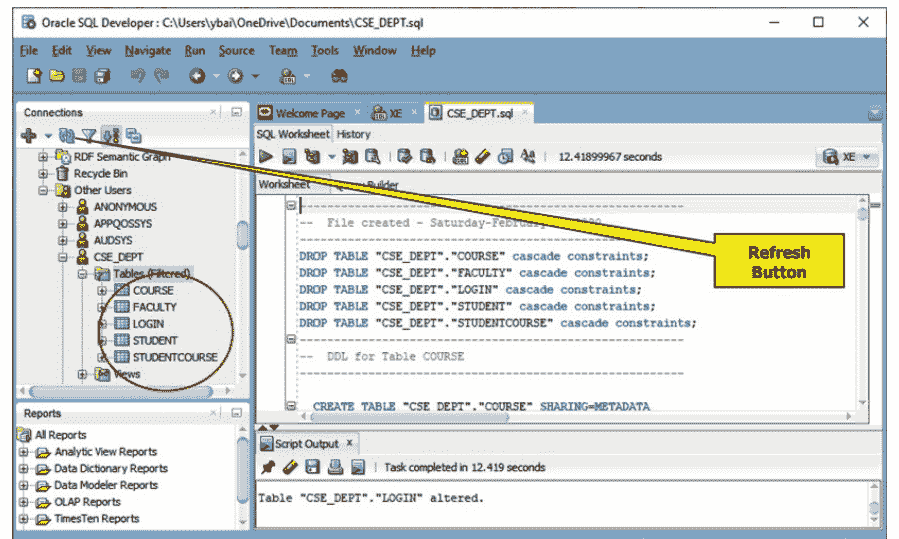 Oracle SQL Developer : C:\Users\ybai\OneDrive\Documents\CSE_DEPT.sql
File Edit View Navigate Run Source Team Tools Window Help
Connections
RDF Semantic Graph
Recycle Bin
Other Users
ANONYMOUS
APPQOSSYS
AUDSYS
CSE_DEPT
Tables (Filtered)
COURSE
FACULTY
LOGIN
STUDENT
STUDENTCOURSE
Views
Reports
All Reports
Analytic View Reports
Data Dictionary Reports
Data Modeler Reports
OLAP Reports
TimesTen Reports
Welcome Page
XE
CSE_DEPT.sql
SQL Worksheet History
12.41899967 seconds
XE
Worksheet Builder
--------------------------------------------------------
-- File created - Saturday-February
--------------------------------------------------------
DROP TABLE "CSE_DEPT"."COURSE" cascade constraints;
DROP TABLE "CSE_DEPT"."FACULTY" cascade constraints;
DROP TABLE "CSE_DEPT"."LOGIN" cascade constraints;
DROP TABLE "CSE_DEPT"."STUDENT" cascade constraints;
DROP TABLE "CSE_DEPT"."STUDENTCOURSE" cascade constraints;
--------------------------------------------------------
-- DDL for Table COURSE
--------------------------------------------------------
CREATE TABLE "CSE_DEPT"."COURSE" SHARING=METADATA
Refresh
Button
Script Output
Task completed in 12.419 seconds
Table "CSE_DEPT"."LOGIN" altered.